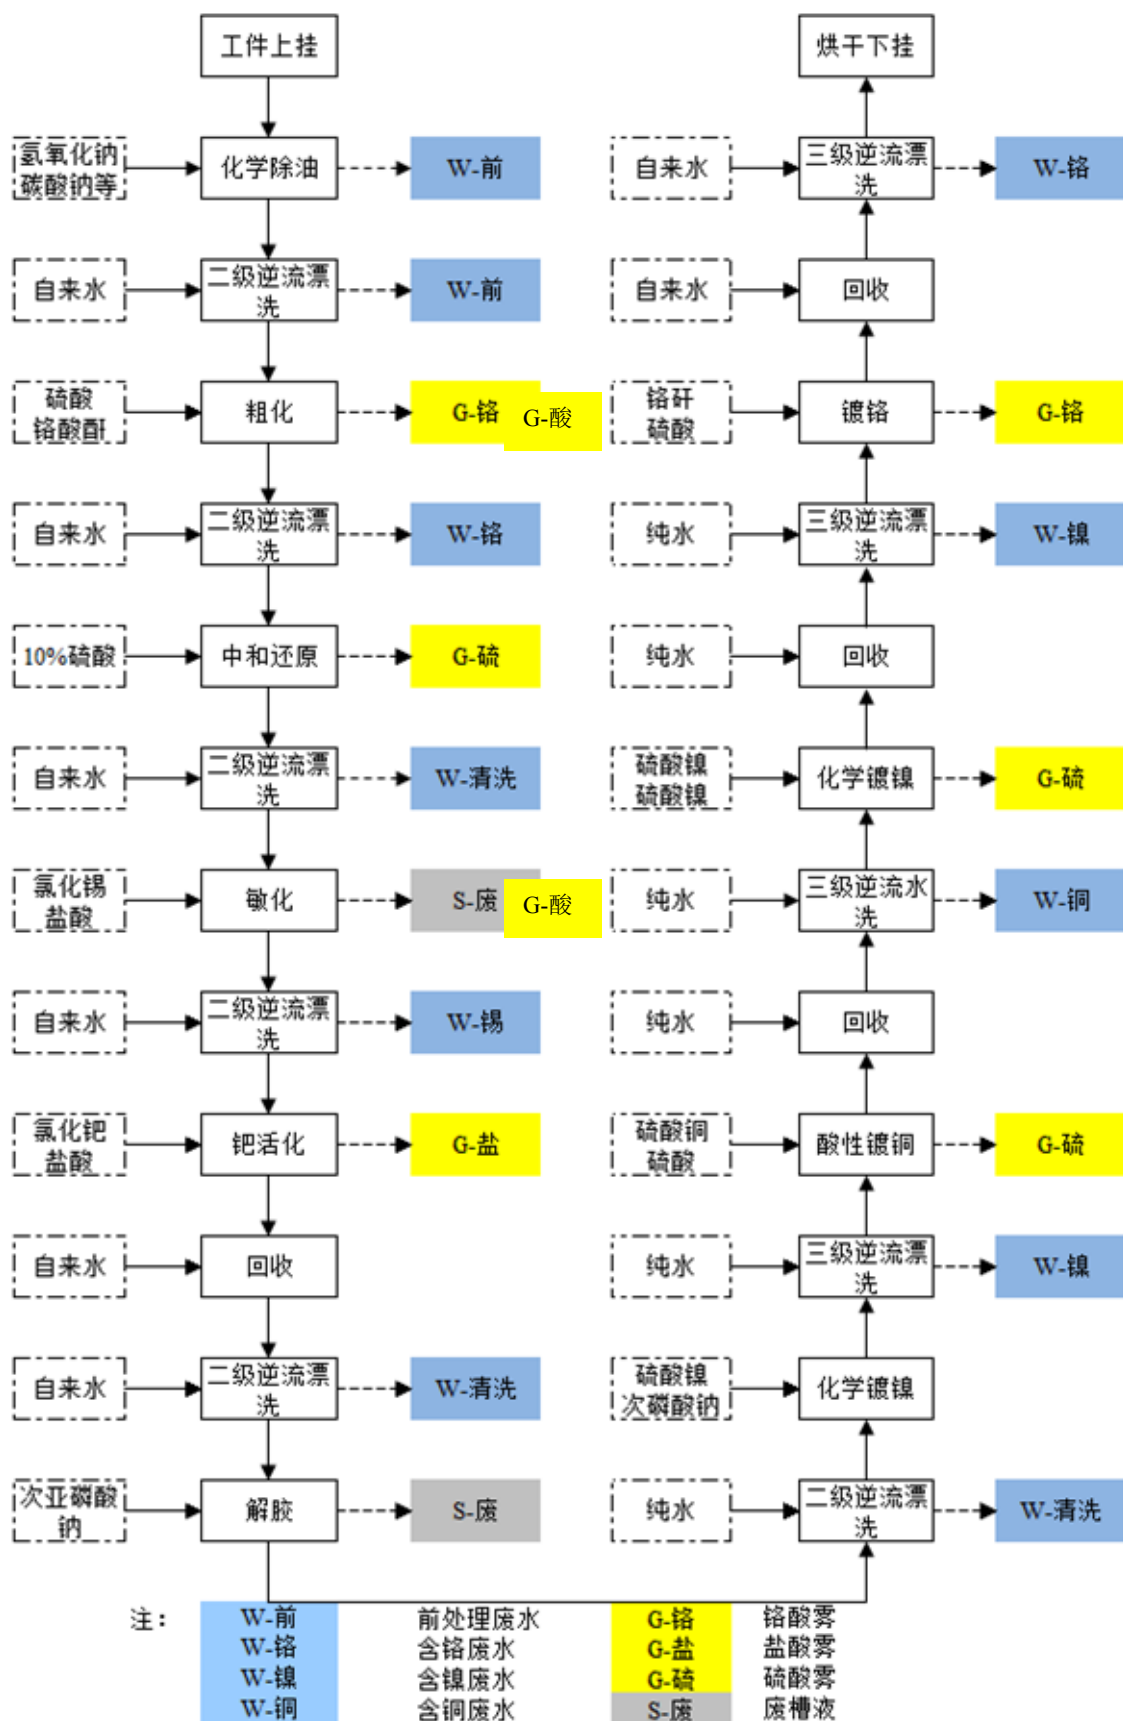 工件上挂
氢氧化钠
碳酸钠等
化学除油
W-前
自来水
二级逆流漂
洗
W-前
硫酸
铬酸酐
粗化
G-铬
G-酸
自来水
二级逆流漂
洗
W-铬
10%硫酸
中和还原
G-硫
自来水
二级逆流漂
洗
W-清洗
氯化锡
盐酸
敏化
S-废
G-酸
自来水
二级逆流漂
洗
W-锡
氯化钯
盐酸
钯活化
G-盐
自来水
回收
自来水
二级逆流漂
洗
W-清洗
次亚磷酸
钠
解胶
S-废
烘干下挂
自来水
三级逆流漂
洗
W-铬
自来水
回收
铬矸
硫酸
镀铬
G-铬
纯水
三级逆流漂
洗
W-镍
纯水
回收
硫酸镍
硫酸镍
化学镀镍
G-硫
纯水
三级逆流水
洗
W-铜
纯水
回收
硫酸铜
硫酸
酸性镀铜
G-硫
纯水
三级逆流漂
洗
W-镍
硫酸镍
次磷酸钠
化学镀镍
纯水
二级逆流漂
洗
W-清洗
注：
W-前 前处理废水 G-铬 铬酸雾
W-铬 含铬废水 G-盐 盐酸雾
W-镍 含镍废水 G-硫 硫酸雾
W-铜 含铜废水 S-废 废槽液